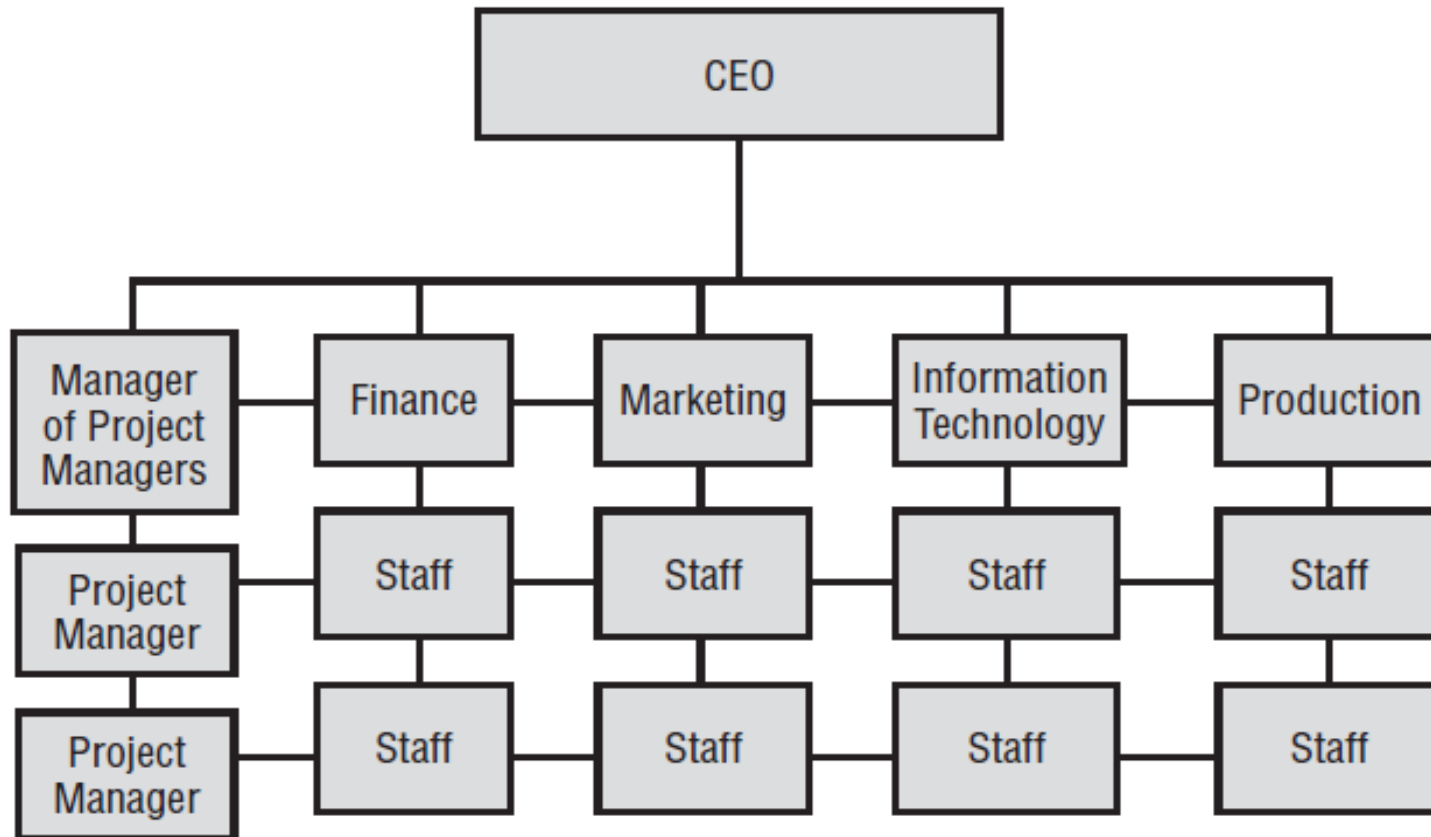 CEO
Manager
of Project
Managers
Finance
Marketing
Information
Technology
Production
Project
Manager
Staff
Staff
Staff
Staff
Project
Manager
Staff
Staff
Staff
Staff